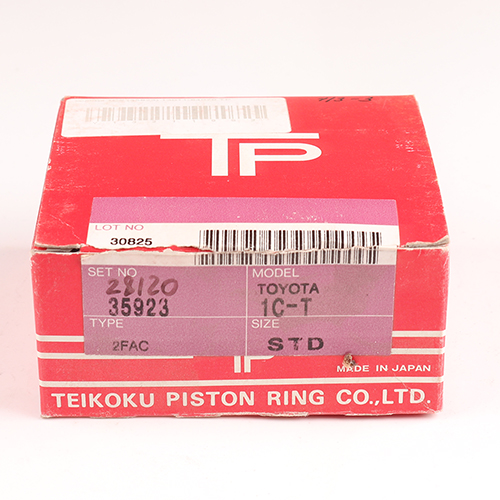 TP
LOT NO
30825
SET NO
28120
35923
MODEL
TOYOTA
1C-T
TYPE
2FAC
SIZE
STD
TP
MADE IN JAPAN
TEIKOKU PISTON RING CO.,LTD.